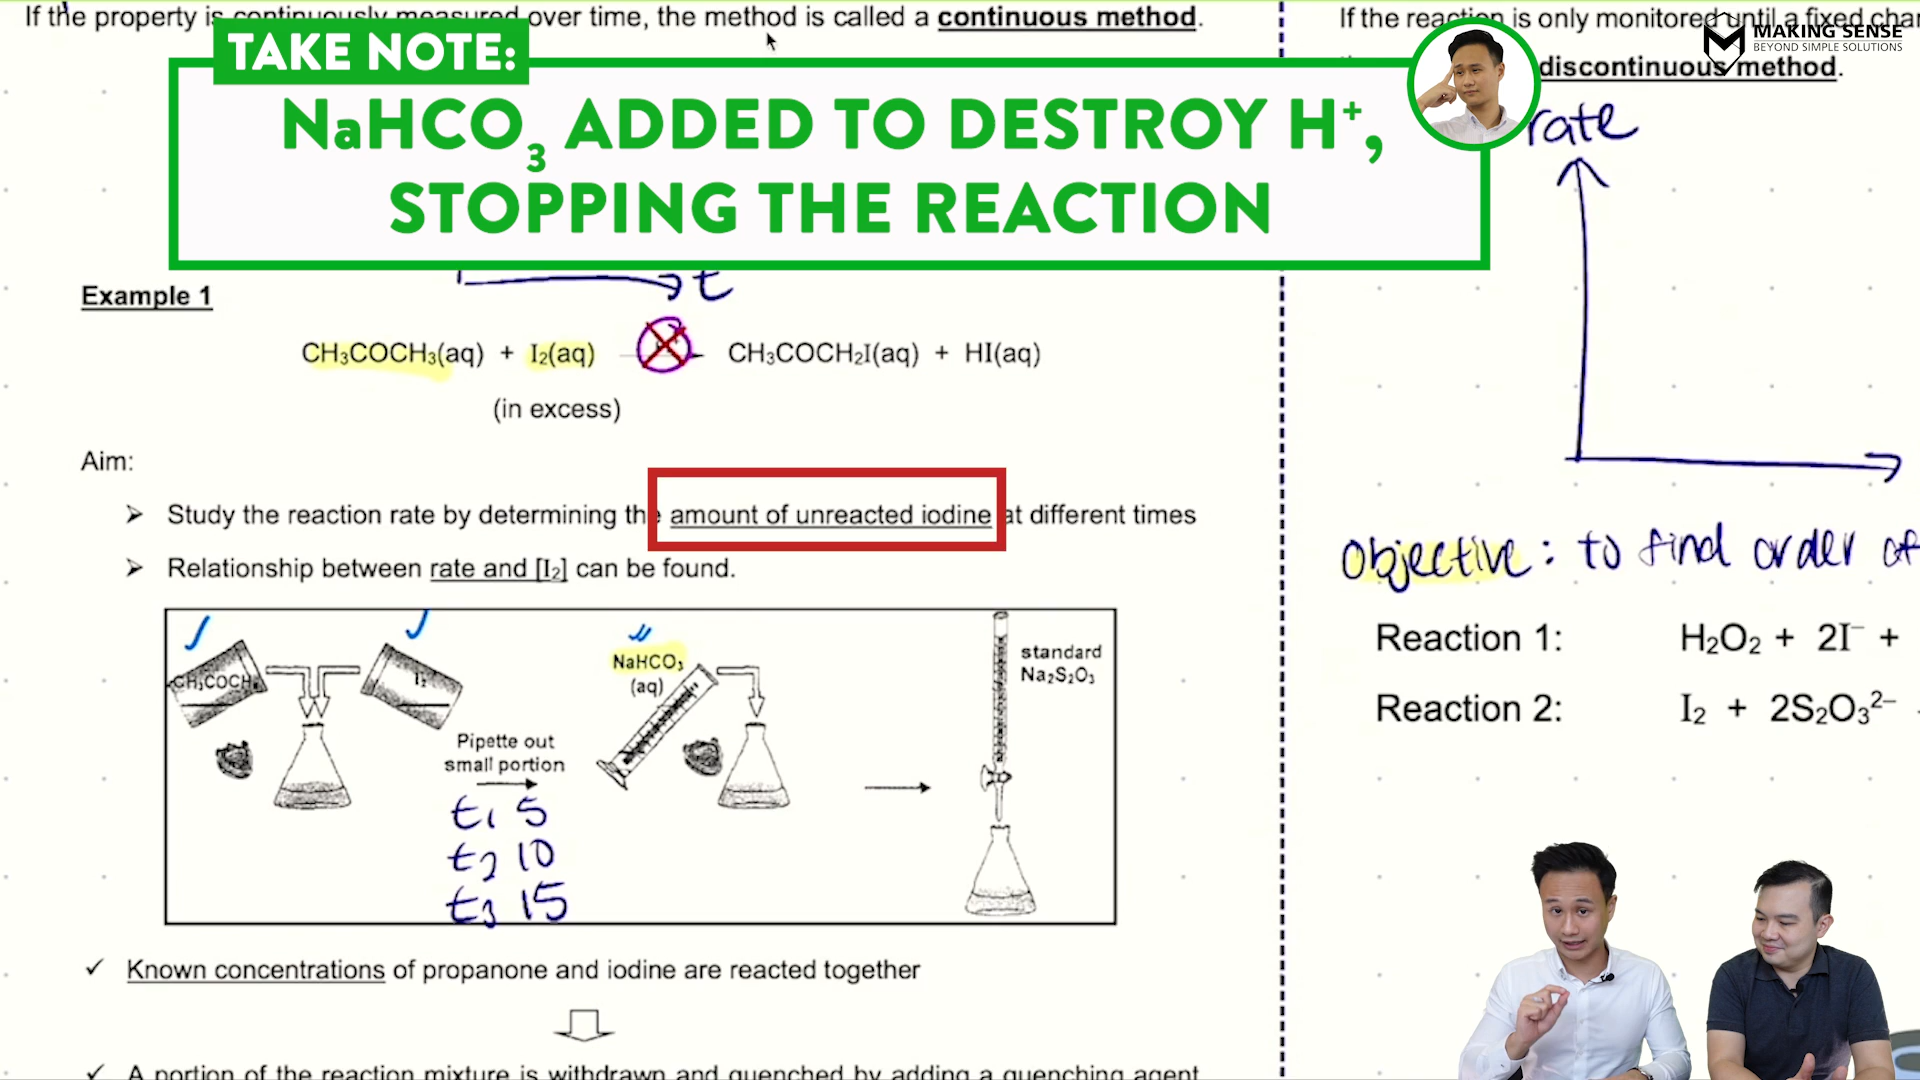 If the property is continuously measured over time, the method is called a continuous method.
If the reaction is only monitored until a fixed
MAKING SENSE
BEYOND SIMPLE SOLUTIONS
discontinuous method.
TAKE NOTE:
NaHCO₃ ADDED TO DESTROY H⁺,
STOPPING THE REACTION
rate
t
Example 1
CH₃COCH₃(aq) + I₂(aq) CH₃COCH₂I(aq) + HI(aq)
(in excess)
Aim:
➢ Study the reaction rate by determining the amount of unreacted iodine at different times
➢ Relationship between rate and [I₂] can be found.
Objective: to find order of
Reaction 1: H₂O₂ + 2I⁻ +
Reaction 2: I₂ + 2S₂O₃²⁻
CH₃COCH₃
I₂
NaHCO₃
(aq)
standard
Na₂S₂O₃
Pipette out
small portion
t₁ 5
t₂ 10
t₃ 15
✓ Known concentrations of propanone and iodine are reacted together
✓ A portion of the reaction mixture is withdrawn and quenched by adding a quenching agent